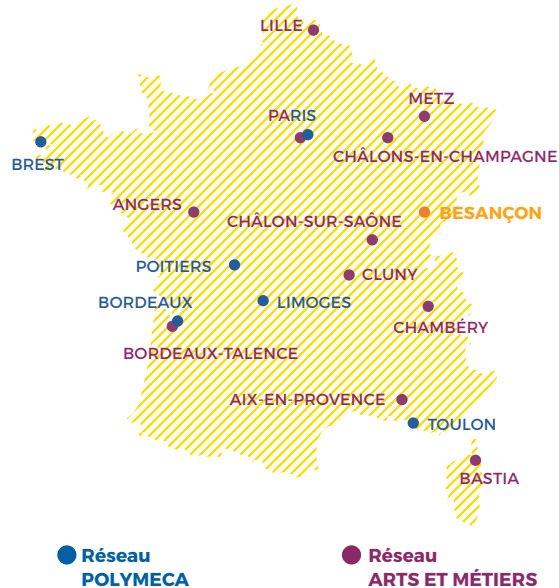 LILLE
METZ
PARIS
CHÂLONS-EN-CHAMPAGNE
BREST
ANGERS
BESANÇON
CHÂLON-SUR-SAÔNE
POITIERS
CLUNY
BORDEAUX
LIMOGES
CHAMBÉRY
BORDEAUX-TALENCE
AIX-EN-PROVENCE
TOULON
BASTIA
Réseau
POLYMECA
Réseau
ARTS ET MÉTIERS